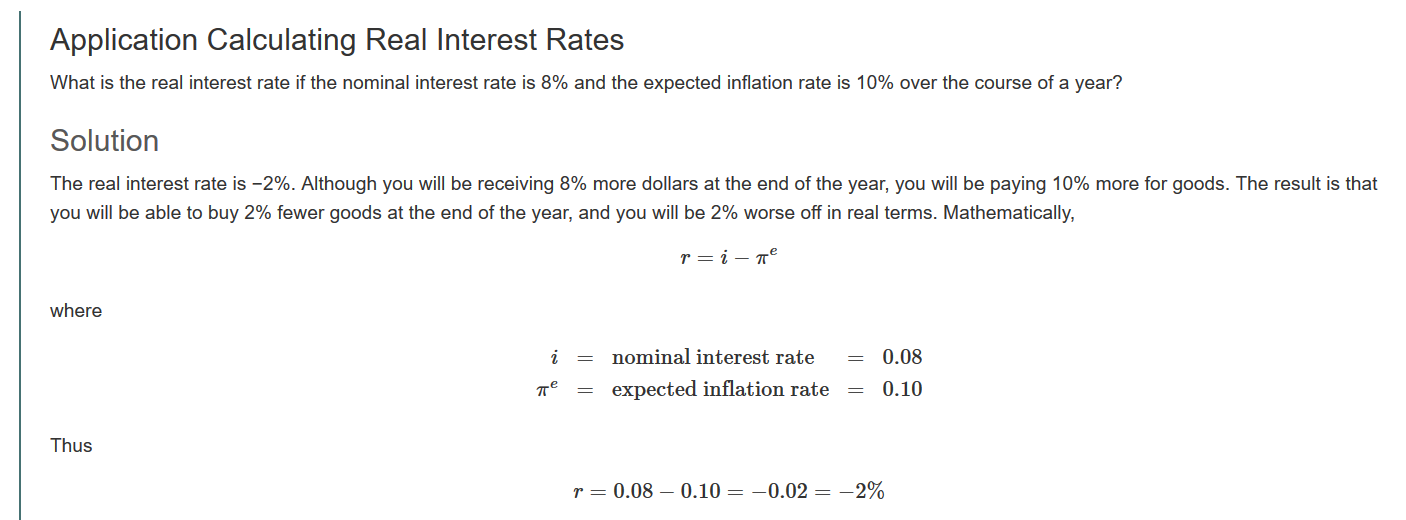 Application Calculating Real Interest Rates
What is the real interest rate if the nominal interest rate is 8% and the expected inflation rate is 10% over the course of a year?
Solution
The real interest rate is −2%. Although you will be receiving 8% more dollars at the end of the year, you will be paying 10% more for goods. The result is that
you will be able to buy 2% fewer goods at the end of the year, and you will be 2% worse off in real terms. Mathematically,
r = i − πᵉ
where
i = nominal interest rate = 0.08
πᵉ = expected inflation rate = 0.10
Thus
r = 0.08 − 0.10 = −0.02 = −2%